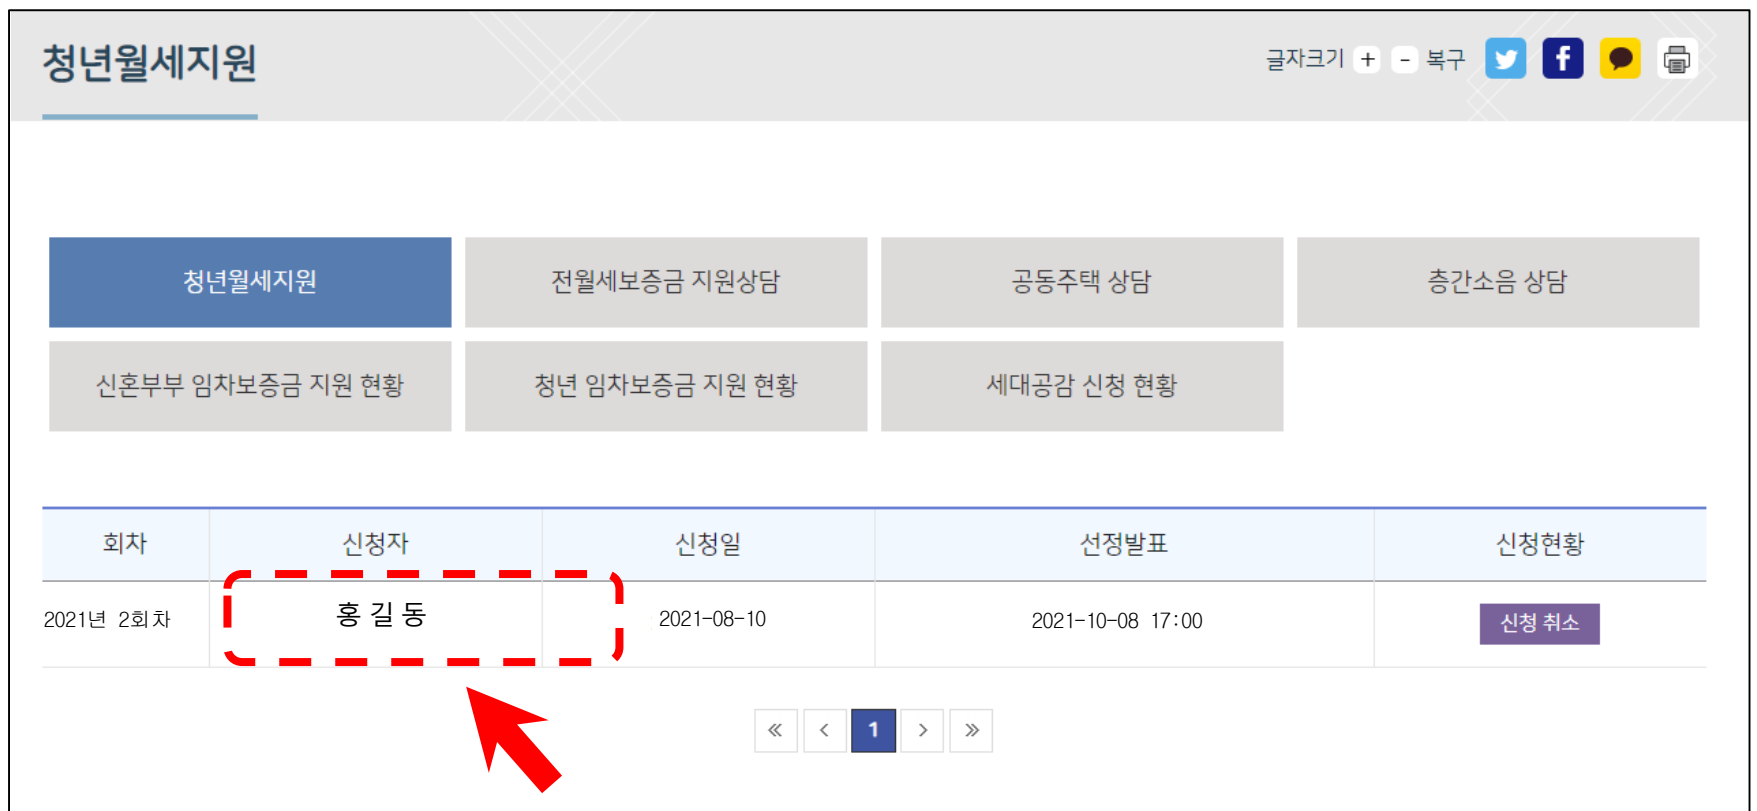 청년월세지원
글자크기 + - 복구
청년월세지원 전월세보증금 지원상담 공동주택 상담 층간소음 상담
신혼부부 임차보증금 지원 현황 청년 임차보증금 지원 현황 세대공감 신청 현황
회차 신청자 신청일 선정발표 신청현황
2021년 2회차 홍길동 2021-08-10 2021-10-08 17:00 신청 취소
« < 1 > »